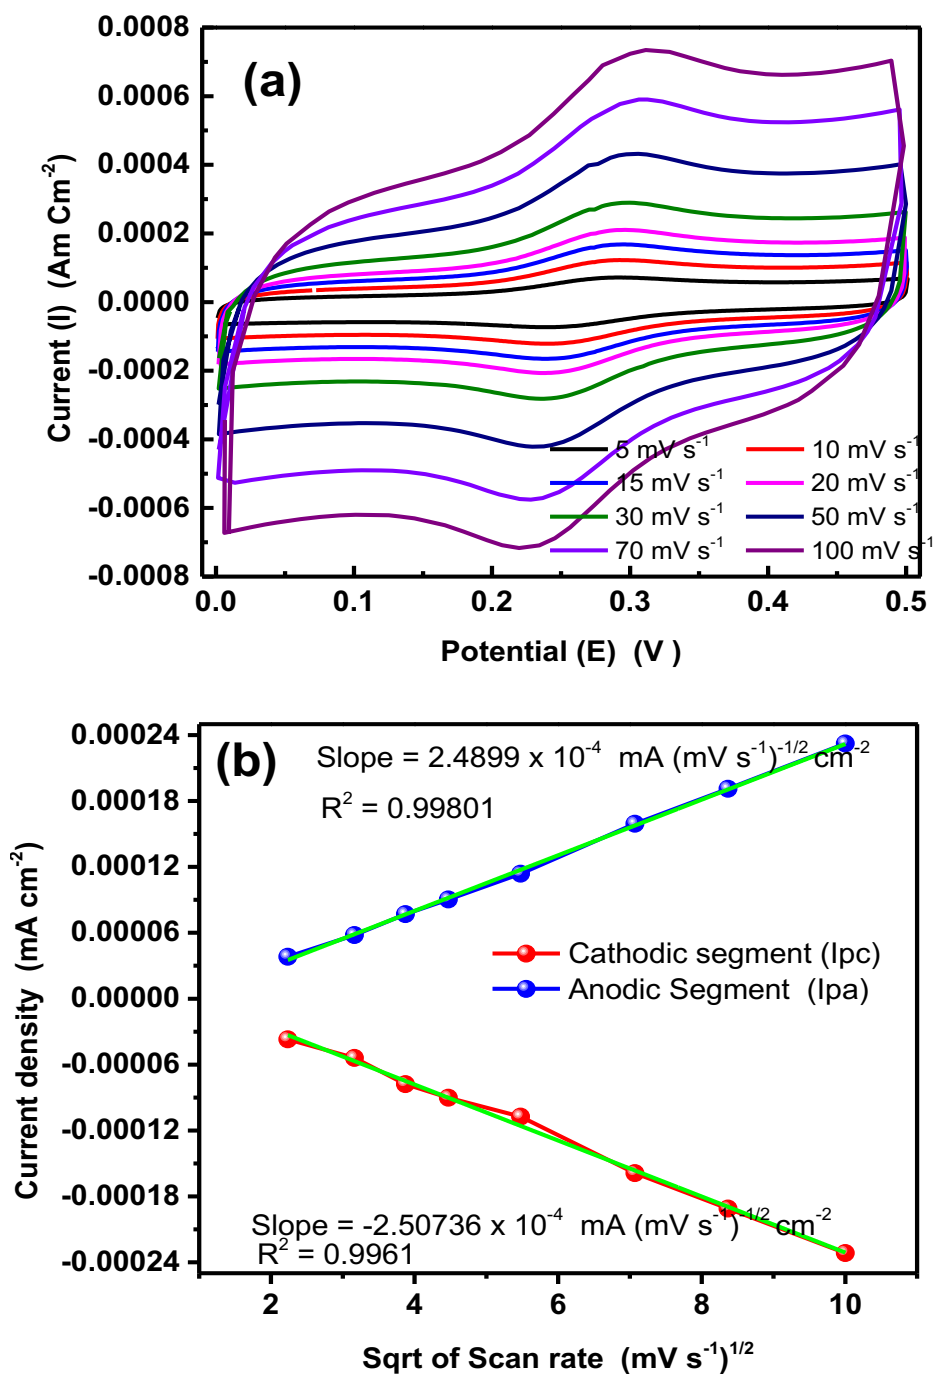 (a)
0.0008
0.0006
0.0004
0.0002
0.0000
-0.0002
-0.0004
-0.0006
-0.0008
Current (I) (Am Cm⁻²)
5 mV s⁻¹
10 mV s⁻¹
15 mV s⁻¹
20 mV s⁻¹
30 mV s⁻¹
50 mV s⁻¹
70 mV s⁻¹
100 mV s⁻¹
0.0 0.1 0.2 0.3 0.4 0.5
Potential (E) (V )
(b)
Slope = 2.4899 x 10⁻⁴ mA (mV s⁻¹)⁻¹/² cm⁻²
R² = 0.99801
0.00024
0.00018
0.00012
0.00006
0.00000
-0.00006
-0.00012
-0.00018
-0.00024
Current density (mA cm⁻²)
Cathodic segment (Ipc)
Anodic Segment (Ipa)
Slope = -2.50736 x 10⁻⁴ mA (mV s⁻¹)⁻¹/² cm⁻²
R² = 0.9961
2 4 6 8 10
Sqrt of Scan rate (mV s⁻¹)¹/²